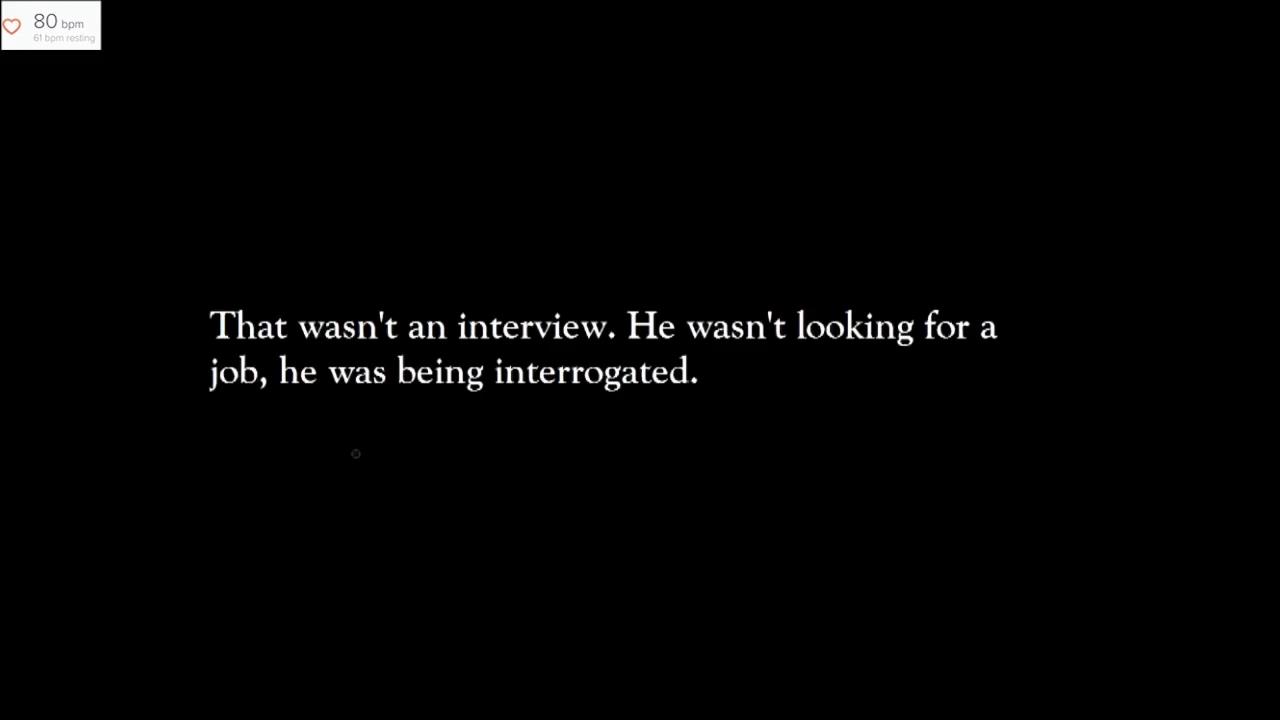 80 bpm
61 bpm resting
That wasn't an interview. He wasn't looking for a
job, he was being interrogated.